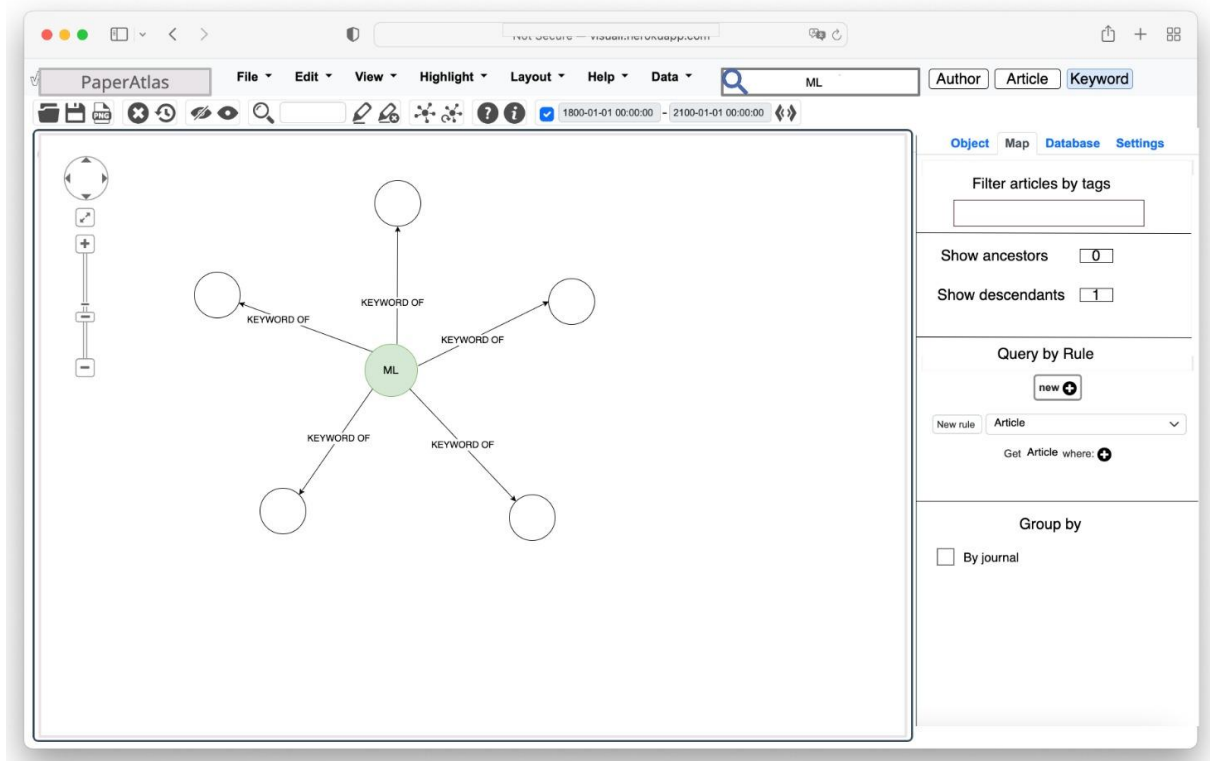 Not Secure — visuall.herokuapp.com
PaperAtlas
File Edit View Highlight Layout Help Data
ML
Author Article Keyword
PNG
1800-01-01 00:00:00 - 2100-01-01 00:00:00
Object Map Database Settings
Filter articles by tags
Show ancestors 0
Show descendants 1
Query by Rule
new
New rule Article
Get Article where:
Group by
By journal
KEYWORD OF
KEYWORD OF
KEYWORD OF
ML
KEYWORD OF
KEYWORD OF